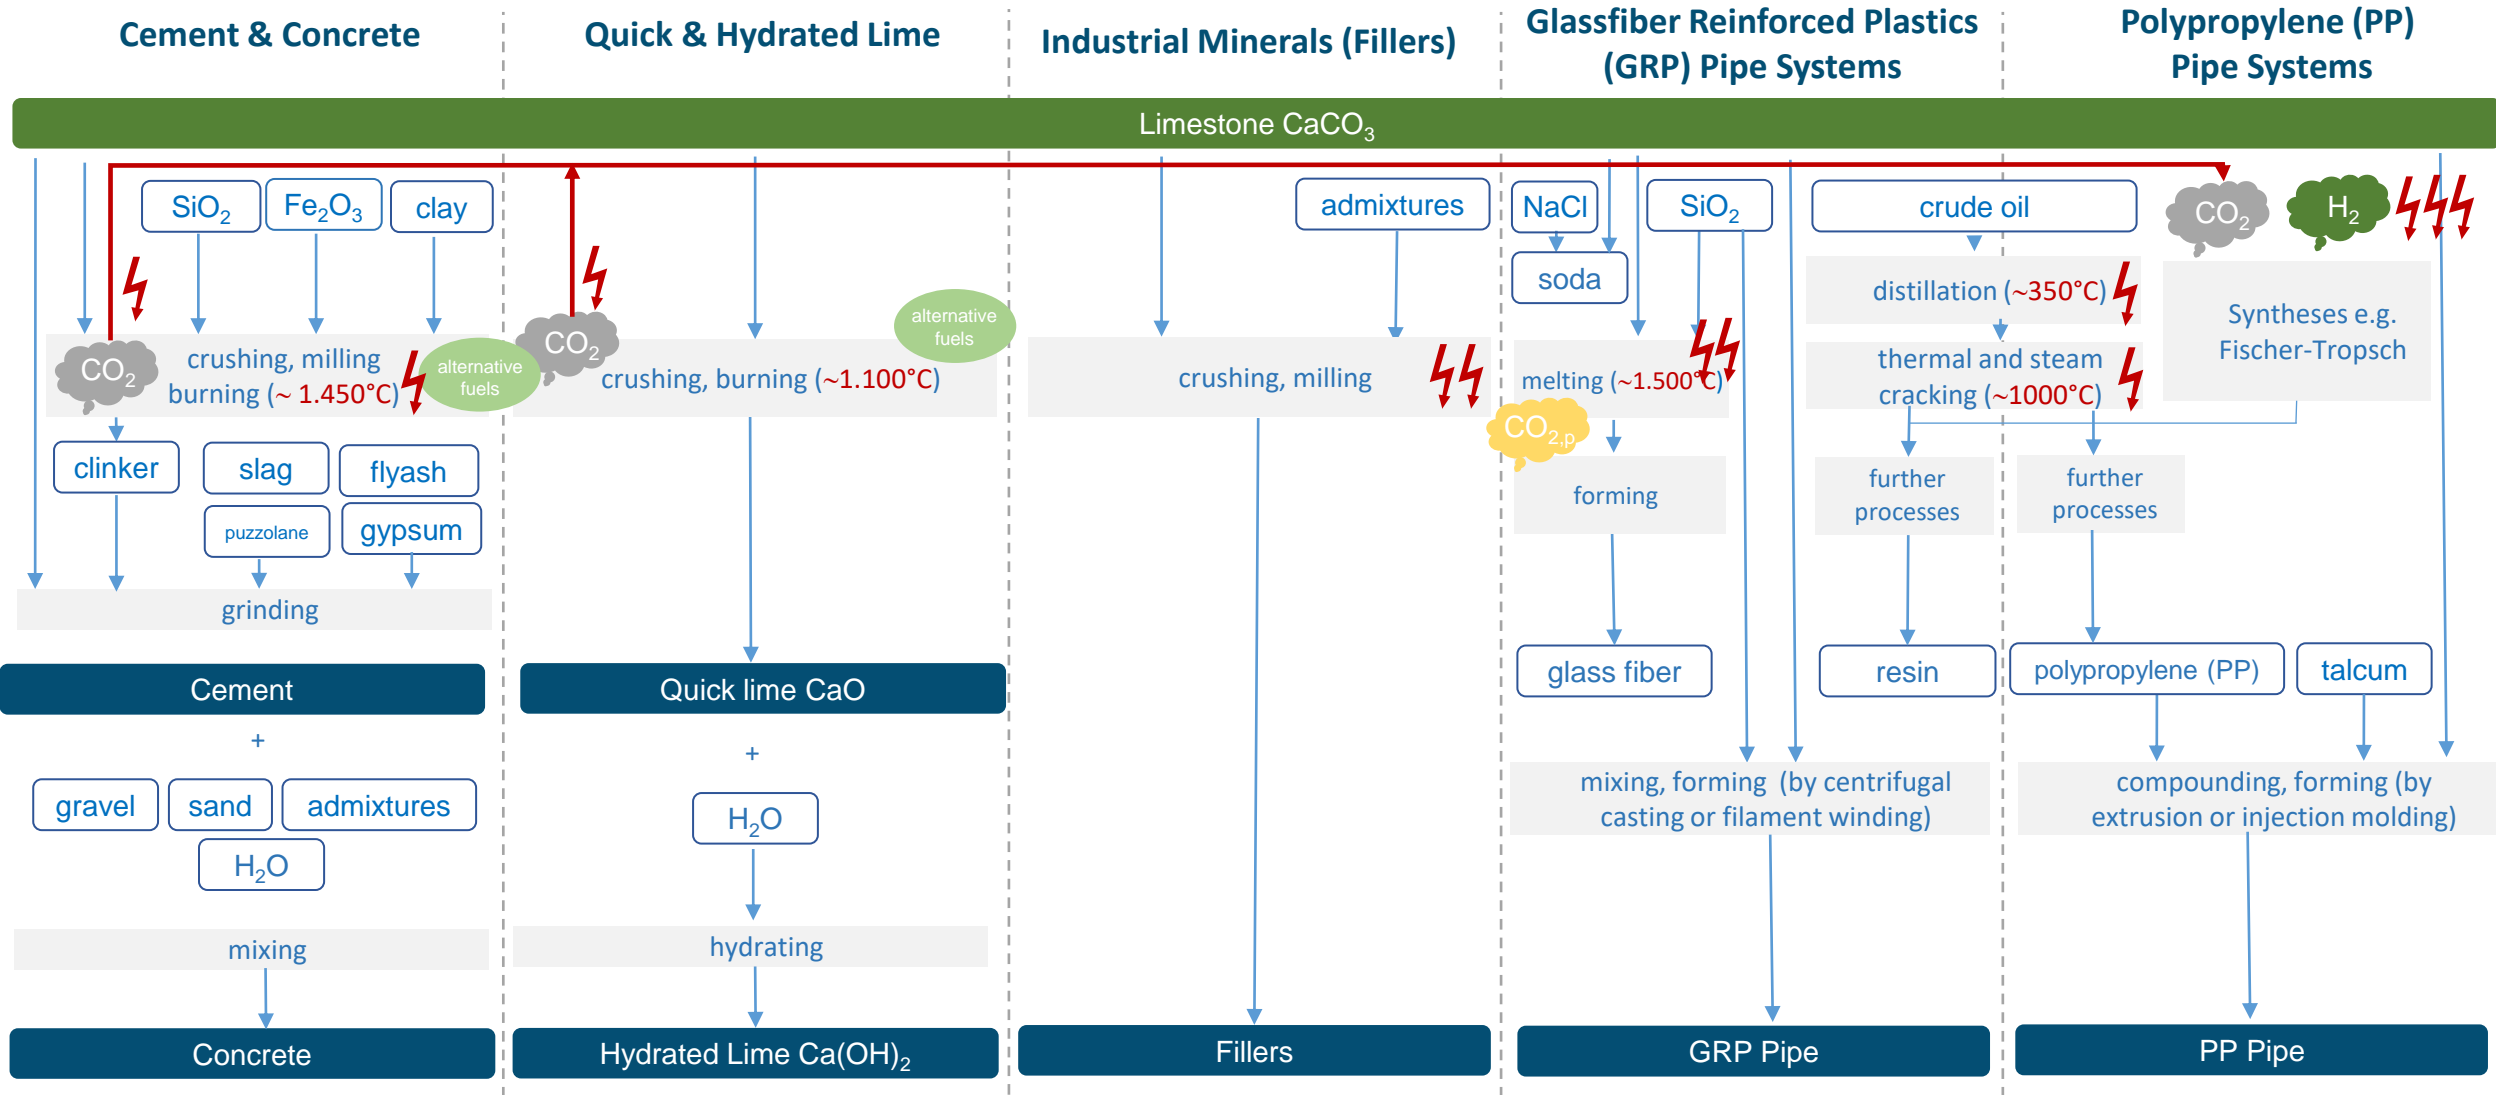 Cement & Concrete
Quick & Hydrated Lime
Industrial Minerals (Fillers)
Glassfiber Reinforced Plastics
(GRP) Pipe Systems
Polypropylene (PP)
Pipe Systems
Limestone CaCO₃
SiO₂
Fe₂O₃
clay
CO₂
crushing, milling
burning (~ 1.450°C)
alternative
fuels
clinker
slag
flyash
puzzolane
gypsum
grinding
Cement
+
gravel
sand
admixtures
H₂O
mixing
Concrete
CO₂
alternative
fuels
crushing, burning (~1.100°C)
Quick lime CaO
+
H₂O
hydrating
Hydrated Lime Ca(OH)₂
admixtures
crushing, milling
Fillers
NaCl
SiO₂
soda
melting (~1.500°C)
CO₂,ₚ
forming
glass fiber
crude oil
distillation (~350°C)
thermal and steam
cracking (~1000°C)
further
processes
resin
mixing, forming (by centrifugal
casting or filament winding)
GRP Pipe Systems
CO₂
H₂
Syntheses e.g.
Fischer-Tropsch
further
processes
polypropylene (PP)
talcum
compounding, forming (by
extrusion or injection molding)
PP Pipe